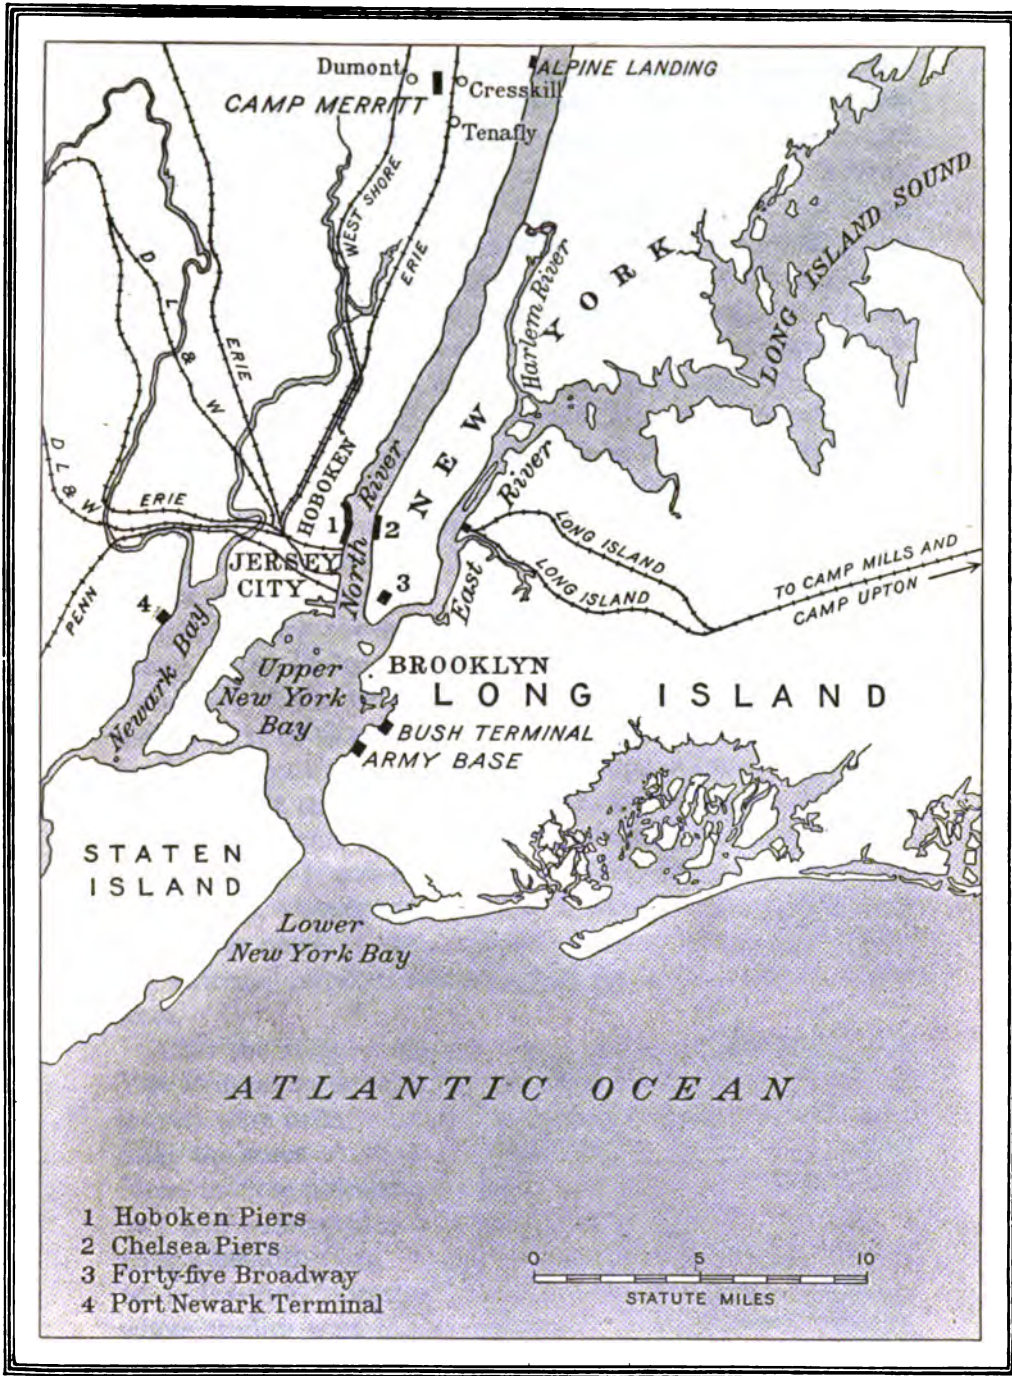 Dumont
CAMP MERRITT
Cresskill
Tenafly
ALPINE LANDING
WEST SHORE
ERIE
Harlem River
NEW YORK
LONG ISLAND SOUND
D L & W
ERIE
D L & W
ERIE
HOBOKEN
1
North River
2
East River
LONG ISLAND
LONG ISLAND
TO CAMP MILLS AND
CAMP UPTON
JERSEY
CITY
3
PENN
4
Newark Bay
Upper
New York
Bay
BROOKLYN
LONG ISLAND
BUSH TERMINAL
ARMY BASE
STATEN
ISLAND
Lower
New York Bay
ATLANTIC OCEAN
1 Hoboken Piers
2 Chelsea Piers
3 Forty-five Broadway
4 Port Newark Terminal
0 5 10
STATUTE MILES